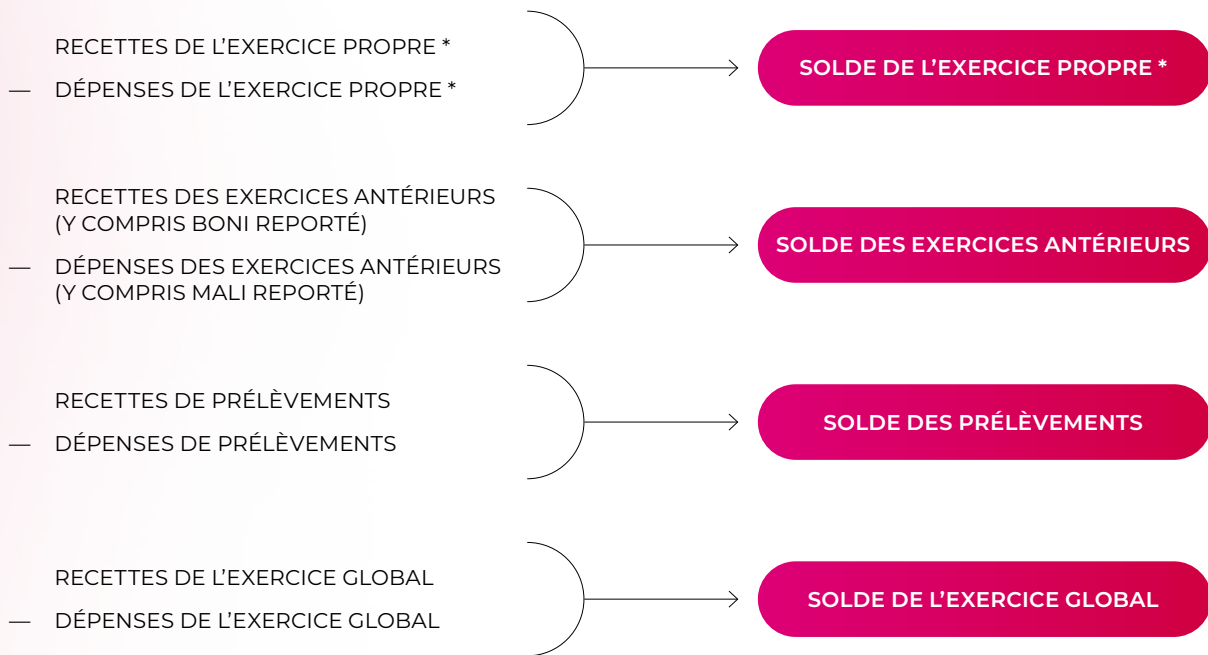 RECETTES DE L’EXERCICE PROPRE *
— DÉPENSES DE L’EXERCICE PROPRE *
SOLDE DE L’EXERCICE PROPRE *
RECETTES DES EXERCICES ANTÉRIEURS
(Y COMPRIS BONI REPORTÉ)
— DÉPENSES DES EXERCICES ANTÉRIEURS
(Y COMPRIS MALI REPORTÉ)
SOLDE DES EXERCICES ANTÉRIEURS
RECETTES DE PRÉLÈVEMENTS
— DÉPENSES DE PRÉLÈVEMENTS
SOLDE DES PRÉLÈVEMENTS
RECETTES DE L’EXERCICE GLOBAL
— DÉPENSES DE L’EXERCICE GLOBAL
SOLDE DE L’EXERCICE GLOBAL